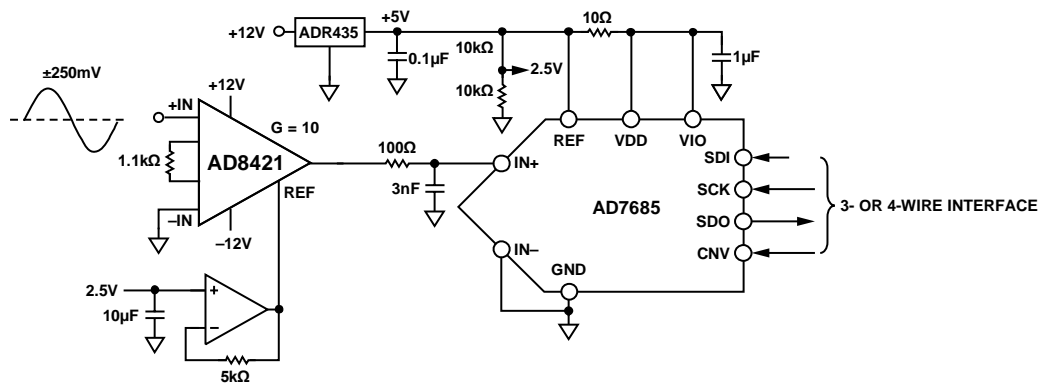 +12V
ADR435
+5V
0.1µF
10kΩ
2.5V
10kΩ
10Ω
1µF
±250mV
+12V
+IN
G = 10
1.1kΩ
AD8421
REF
–IN
–12V
100Ω
3nF
REF
VDD
VIO
IN+
AD7685
IN–
GND
SDI
SCK
SDO
CNV
3- OR 4-WIRE INTERFACE
2.5V
10µF
+
–
5kΩ